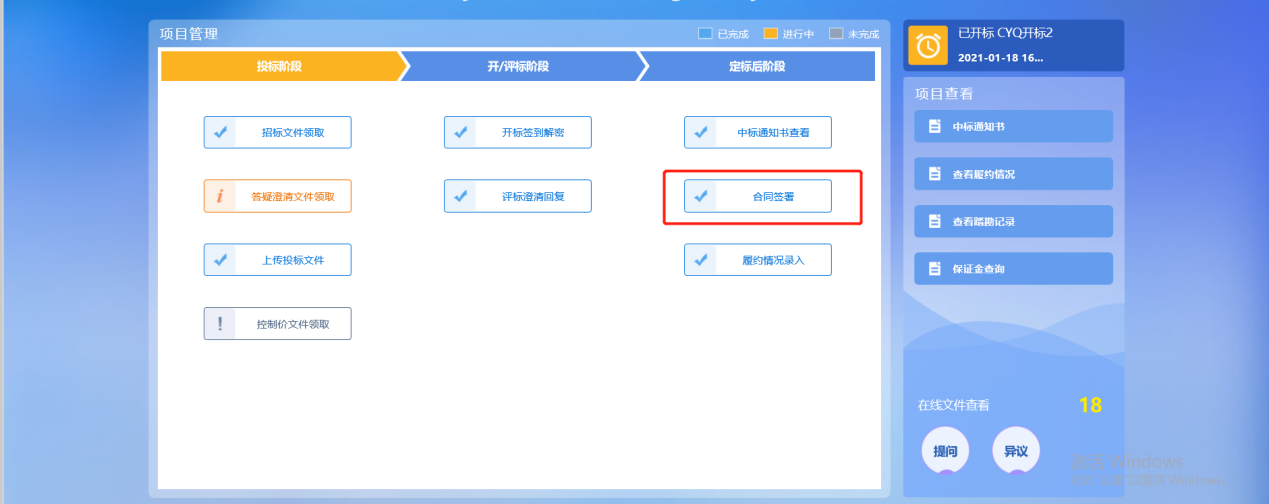 项目管理
已完成 进行中 未完成
投标阶段
开/评标阶段
定标后阶段
招标文件领取
开标签到解密
中标通知书查看
答疑澄清文件领取
评标澄清回复
合同签署
上传投标文件
履约情况录入
控制价文件领取
已开标 CYQ开标2
2021-01-18 16...
项目查看
中标通知书
查看履约情况
查看踏勘记录
保证金查询
在线文件查看 18
提问 异议
激活 Windows